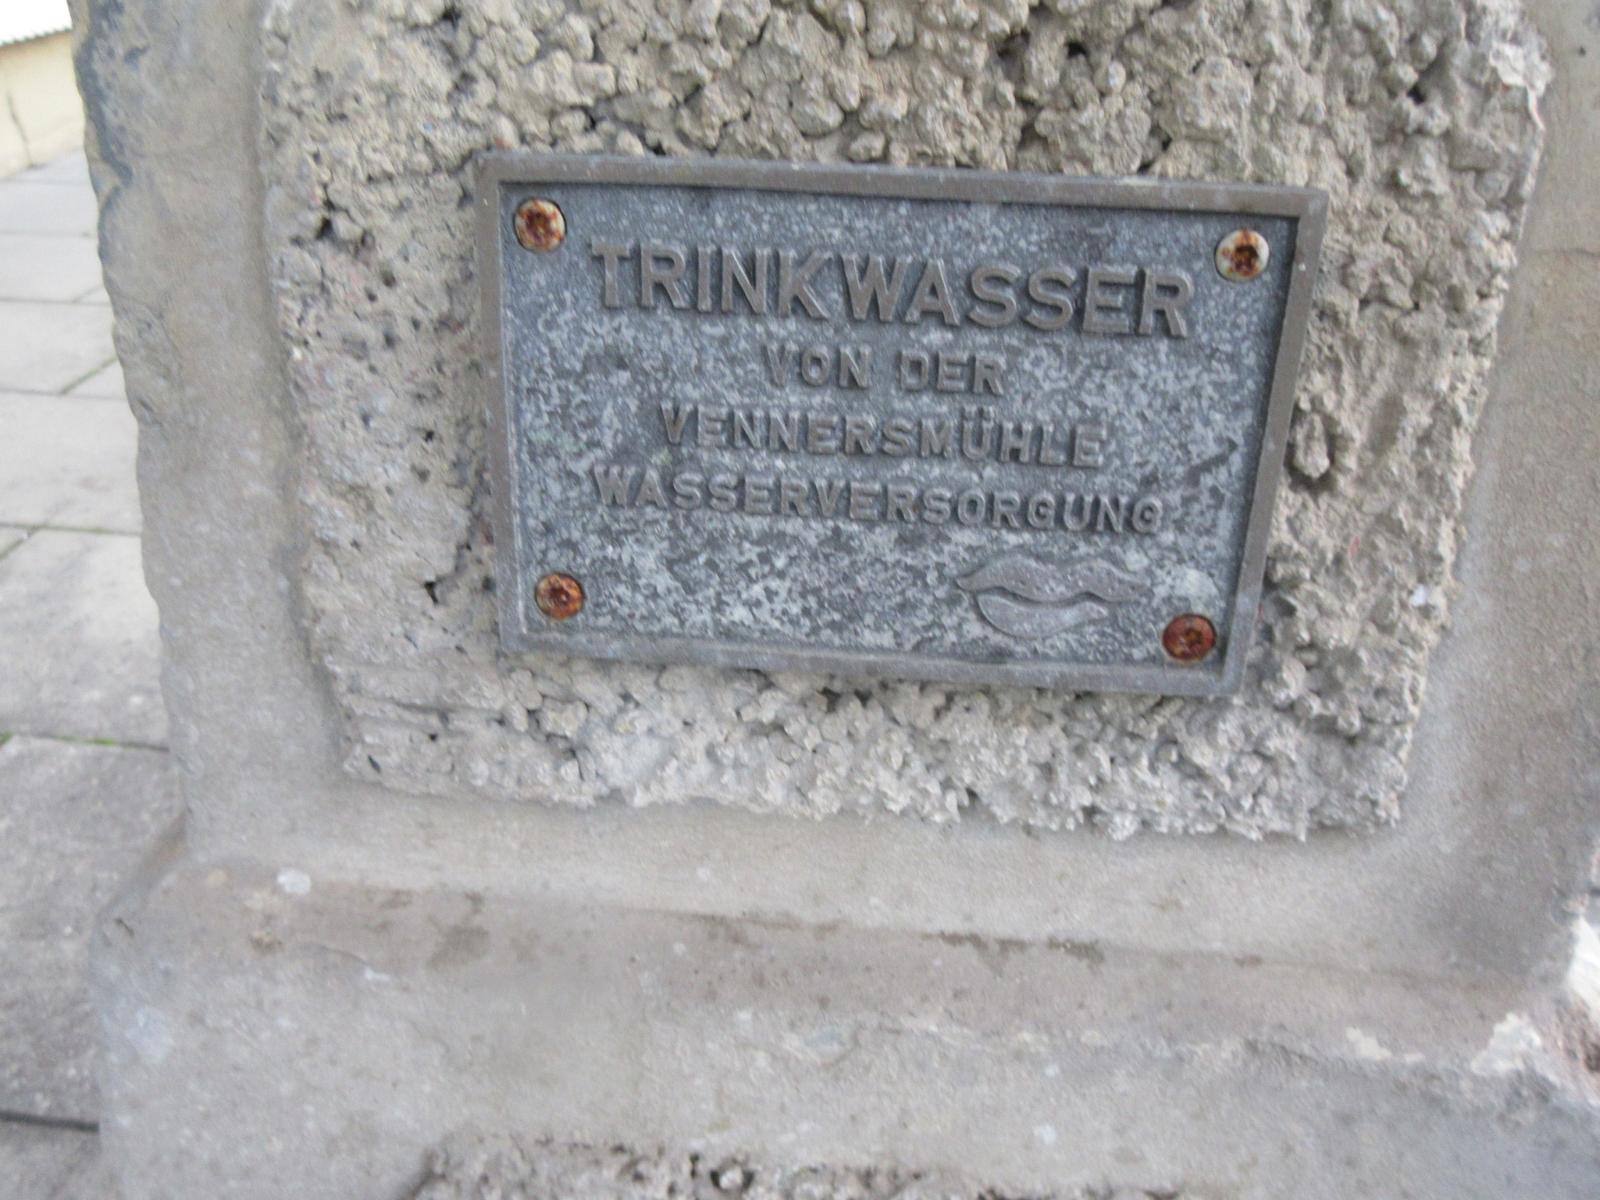 TRINKWASSER
VON DER
VENNERSMÜHLE
WASSERVERSORGUNG